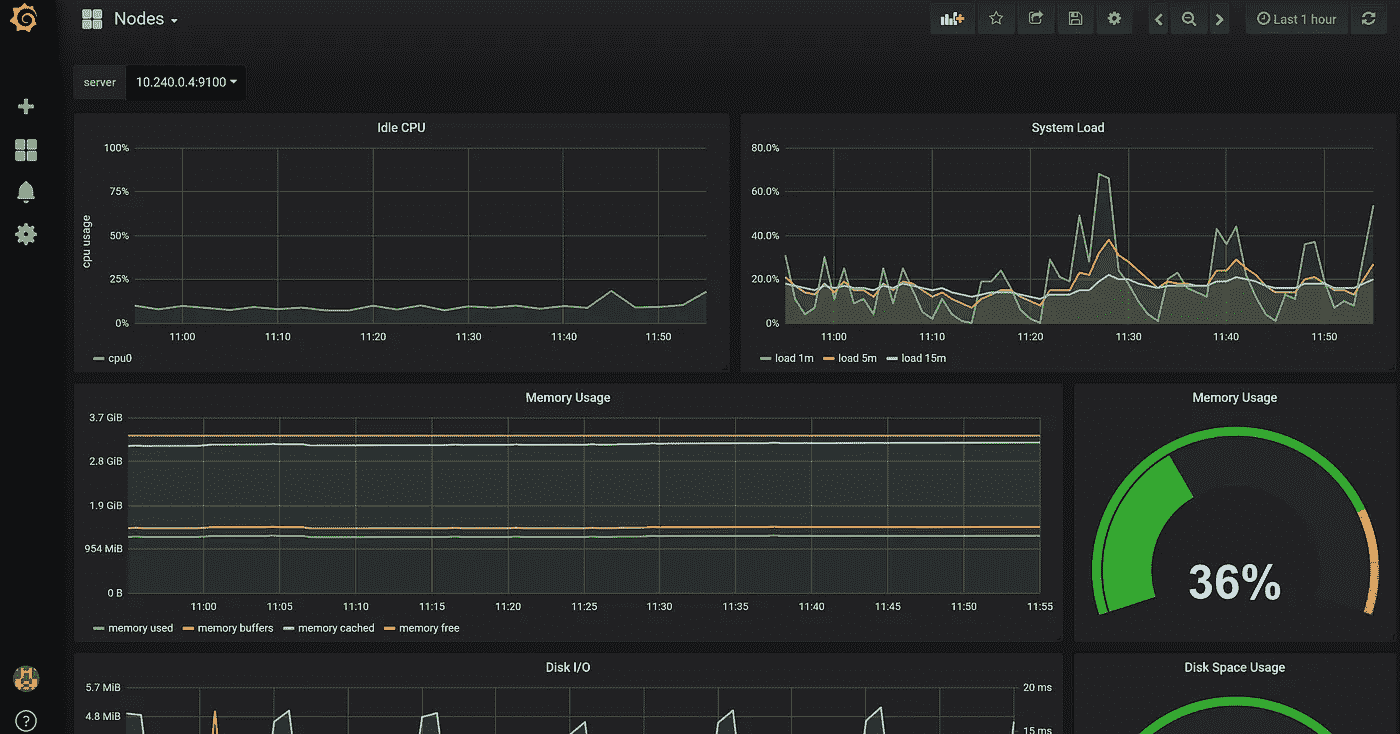 Nodes
Last 1 hour
server 10.240.0.4:9100
Idle CPU
100%
75%
50%
25%
0%
cpu usage
11:00 11:10 11:20 11:30 11:40 11:50
cpu0
System Load
80.0%
60.0%
40.0%
20.0%
0%
11:00 11:10 11:20 11:30 11:40 11:50
load 1m load 5m load 15m
Memory Usage
3.7 GiB
2.8 GiB
1.9 GiB
954 MiB
0 B
11:00 11:05 11:10 11:15 11:20 11:25 11:30 11:35 11:40 11:45 11:50 11:55
memory used memory buffers memory cached memory free
Memory Usage
36%
Disk I/O
5.7 MiB
4.8 MiB
20 ms
15 ms
Disk Space Usage
?